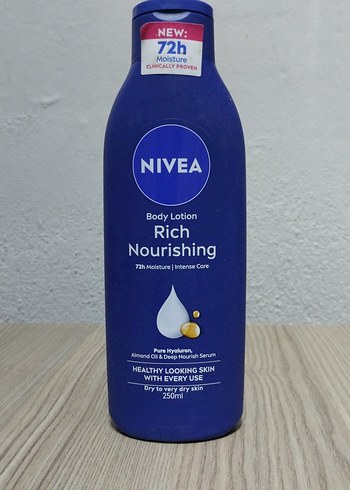 NEW:
72h
Moisture
CLINICALLY PROVEN
NIVEA
Body Lotion
Rich
Nourishing
72h Moisture | Intense Care
Pure Hyaluron,
Almond Oil & Deep Nourish Serum
HEALTHY LOOKING SKIN
WITH EVERY USE
Dry to very dry skin
250ml